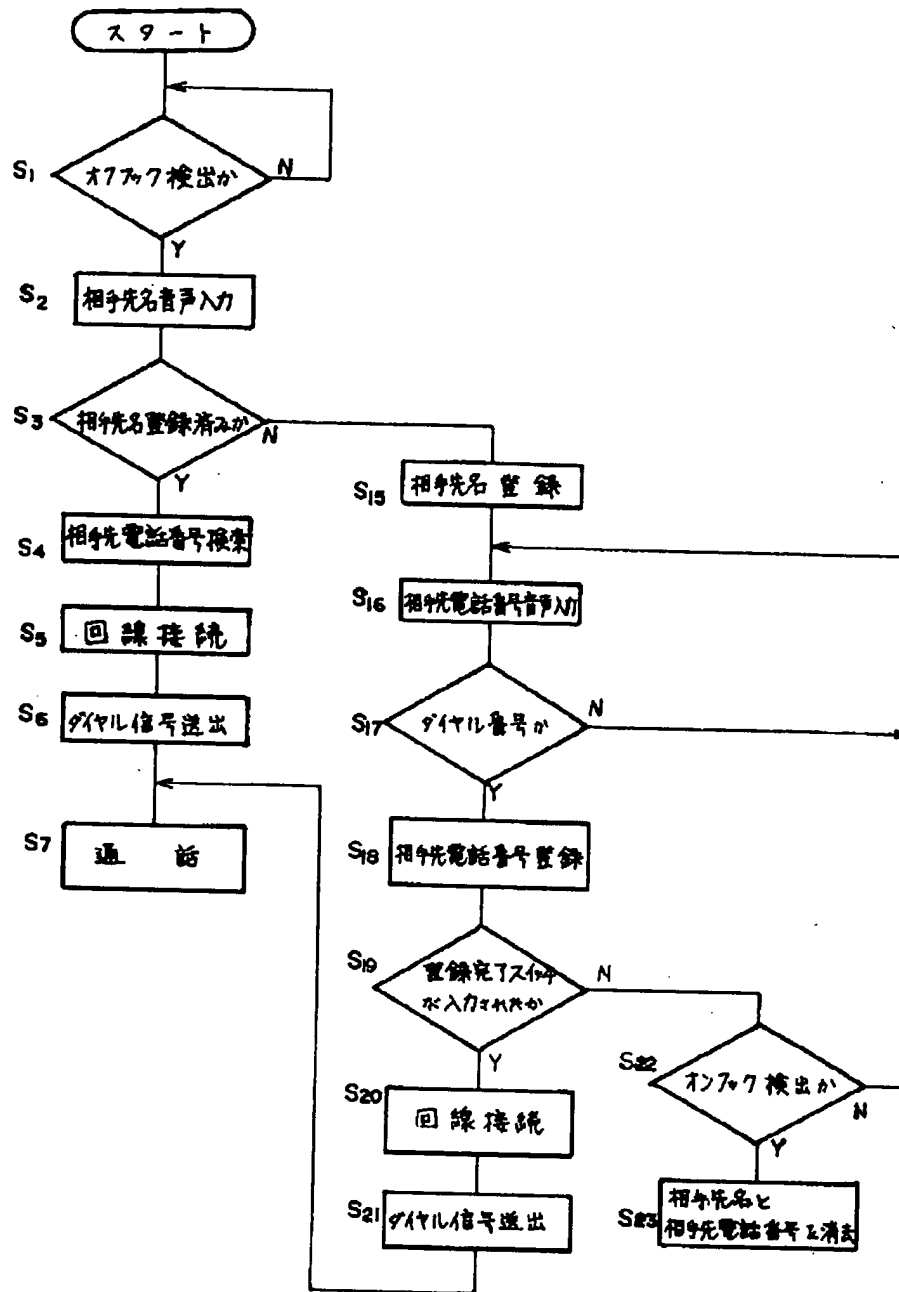 スタート
S1
オフフック検出か
N
Y
S2
相手先名音声入力
S3
相手先名登録済みか
N
Y
S4
相手先電話番号検索
S5
回線接続
S6
ダイヤル信号送出
S7
通話
S15
相手先名登録
S16
相手先電話番号音声入力
S17
ダイヤル番号か
N
Y
S18
相手先電話番号登録
S19
登録完了スイッチ
が入力されたか
N
Y
S20
回線接続
S21
ダイヤル信号送出
S22
オンフック検出か
N
Y
S23
相手先名と
相手先電話番号を消去